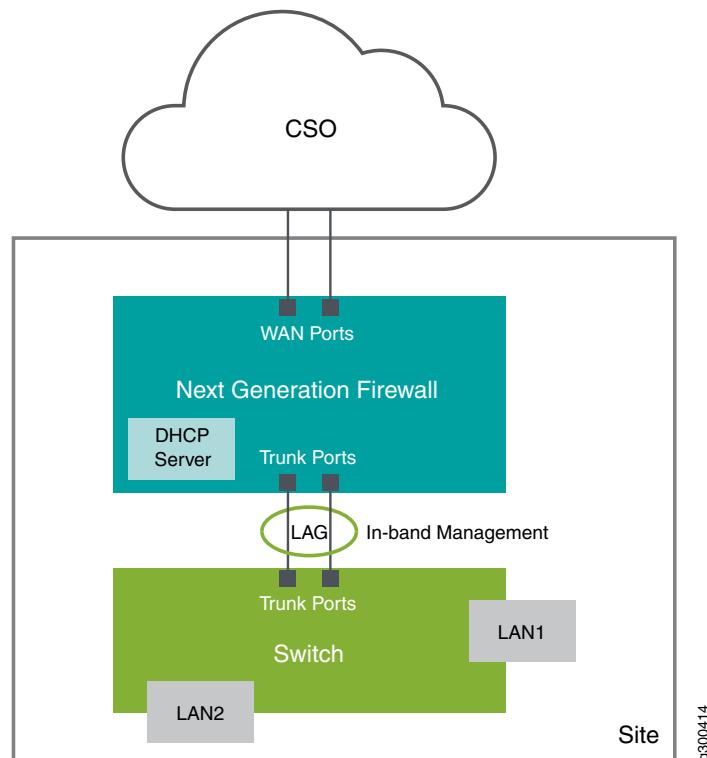 CSO
WAN Ports
Next Generation Firewall
DHCP
Server
Trunk Ports
LAG
In-band Management
Trunk Ports
Switch
LAN1
LAN2
Site
g300414